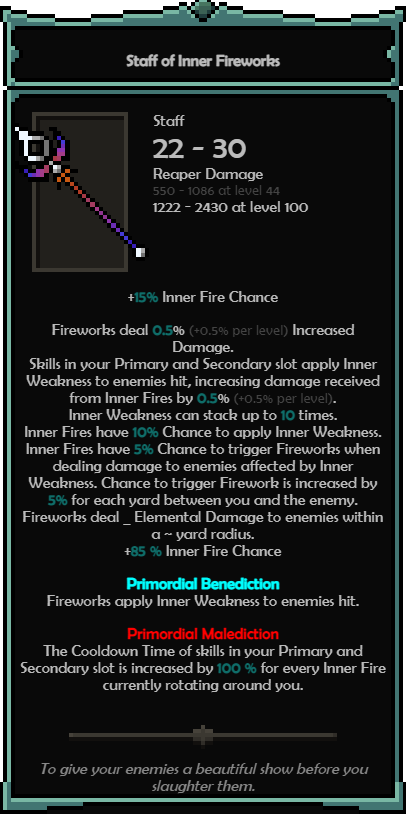 Staff of Inner Fireworks
Staff
22 - 30
Reaper Damage
550 - 1086 at level 44
1222 - 2430 at level 100
+15% Inner Fire Chance
Fireworks deal 0.5% (+0.5% per level) Increased
Damage.
Skills in your Primary and Secondary slot apply Inner
Weakness to enemies hit, increasing damage received
from Inner Fires by 0.5% (+0.5% per level).
Inner Weakness can stack up to 10 times.
Inner Fires have 10% Chance to apply Inner Weakness.
Inner Fires have 5% Chance to trigger Fireworks when
dealing damage to enemies affected by Inner
Weakness. Chance to trigger Firework is increased by
5% for each yard between you and the enemy.
Fireworks deal _ Elemental Damage to enemies within
a ~ yard radius.
+85 % Inner Fire Chance
Primordial Benediction
Fireworks apply Inner Weakness to enemies hit.
Primordial Malediction
The Cooldown Time of skills in your Primary and
Secondary slot is increased by 100 % for every Inner Fire
currently rotating around you.
To give your enemies a beautiful show before you
slaughter them.